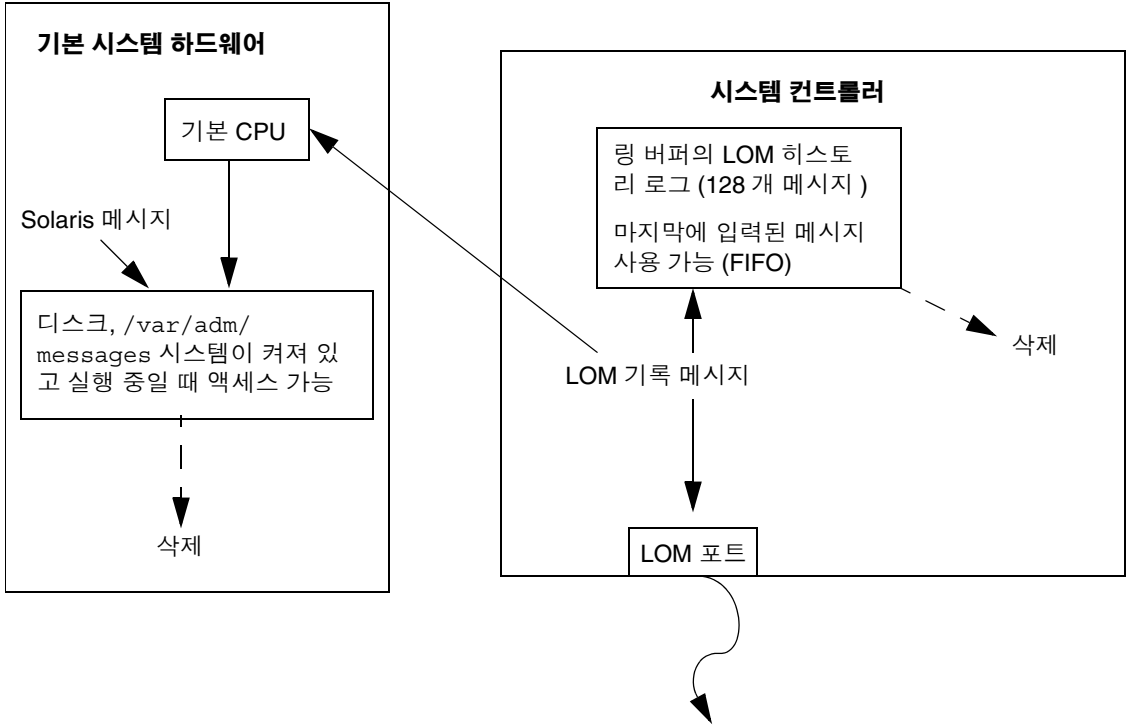 기본 시스템 하드웨어
기본 CPU
Solaris 메시지
디스크, /var/adm/
messages 시스템이 켜져 있
고 실행 중일 때 액세스 가능
삭제
시스템 컨트롤러
링 버퍼의 LOM 히스토
리 로그 (128 개 메시지 )
마지막에 입력된 메시지
사용 가능 (FIFO)
삭제
LOM 기록 메시지
LOM 포트